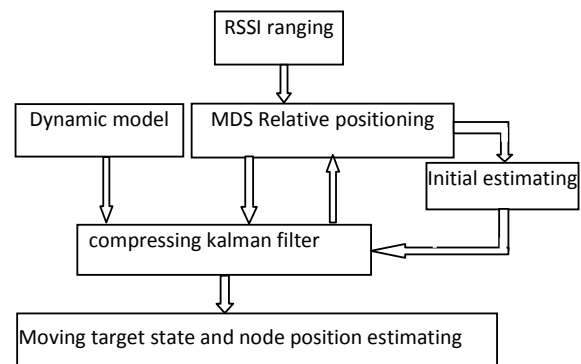 RSSI ranging
Dynamic model
MDS Relative positioning
Initial estimating
compressing kalman filter
Moving target state and node position estimating